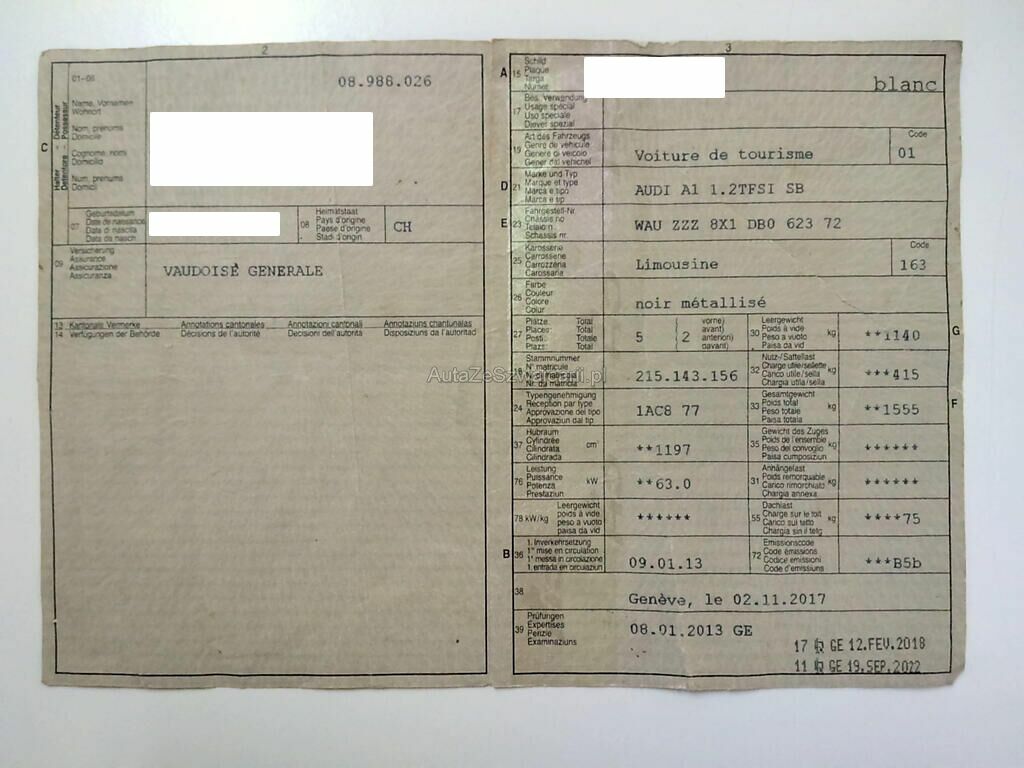 2
01-06
08.988.026
C
Halter Détenteur
Detentore Possessur
Name, Vornamen
Wohnort
Nom, prénoms
Domicile
Cognome, nomi
Domicilio
Num, prenums
Domicil
07
Geburtsdatum
Date de naissance
Data di nascita
Data da nasch.
08
Heimatstaat
Pays d'origine
Paese d'origine
Stadi d'origin
CH
09
Versicherung
Assurance
Assicurazione
Assicuranza
VAUDOISE GENERALE
13 Kantonale Vermerke Annotations cantonales Annotazioni cantonali Annotaziuns chantunalas
14 Verfügungen der Behörde Décisions de l'autorité Decisioni dell'autorità Disposiziuns da l'autoritad
3
A 15
Schild
Plaque
Targa
Numer
blanc
17
Bes. Verwendung
Usage spécial
Uso speciale
Diever spezial
19
Art des Fahrzeugs
Genre de véhicule
Genere di veicolo
Gener dal vehichel
Voiture de tourisme
Code
01
D 21
Marke und Typ
Marque et type
Marca e tipo
Marca e tip
AUDI A1 1.2TFSI SB
E 23
Fahrgestell-Nr.
Châssis no
Telaio n.
Schassis nr.
WAU ZZZ 8X1 DB0 623 72
25
Karosserie
Carrosserie
Carrozzeria
Carossaria
Limousine
Code
163
26
Farbe
Couleur
Colore
Colur
noir métallisé
27
Plätze: Total
Places: Total
Posti: Totale
Plazs: Total
5 (2
vorne)
avant)
anteriori)
davant)
30
Leergewicht
Poids à vide
Peso a vuoto
Paisa da vid
kg
**1140
G
18
Stammnummer
N° matricule
N. di matricola
Nr. da matricla
215.143.156
32
Nutz-/Sattellast
Charge utile/sellette
Carico utile/sella
Chargia utila/sella
kg
***415
24
Typengenehmigung
Réception par type
Approvazione del tipo
Approvaziun dal tip
1AC8 77
33
Gesamtgewicht
Poids total
Peso totale
Paisa totala
kg
**1555
F
37
Hubraum
Cylindrée
Cilindrata
Cilindrada
cm³
**1197
35
Gewicht des Zuges
Poids de l'ensemble
Peso del convoglio
Paisa cumposiziun
kg
******
76
Leistung
Puissance
Potenza
Prestaziun
kW
**63.0
31
Anhängelast
Poids remorquable
Carico rimorchiato
Chargia annexa
kg
******
78 kW/kg
Leergewicht
poids à vide
peso a vuoto
paisa da vid
******
55
Dachlast
Charge sur le toit
Carico sul tetto
Chargia sin il tetg
kg
****75
B 36
1. Inverkehrsetzung
1re mise en circulation
1a messa in circolazione
1. entrada en circulaziun
09.01.13
72
Emissionscode
Code émissions
Codice emissioni
Code d'emissiuns
***B5b
38
Genève, le 02.11.2017
39
Prüfungen
Expertises
Perizie
Examinaziuns
08.01.2013 GE
17 GE 12.FEV.2018
11 GE 19.SEP.2022
AutaZeSzwajcarii.pl